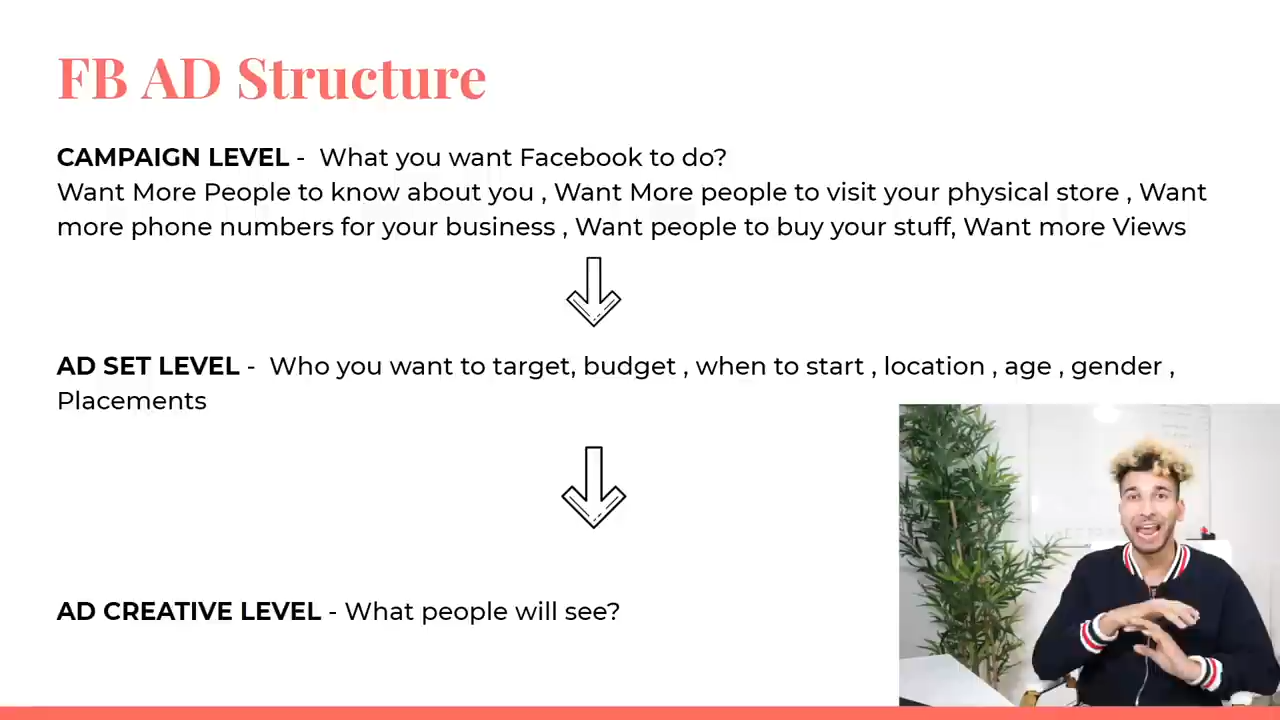 FB AD Structure
CAMPAIGN LEVEL - What you want Facebook to do?
Want More People to know about you , Want More people to visit your physical store , Want
more phone numbers for your business , Want people to buy your stuff, Want more Views
AD SET LEVEL - Who you want to target, budget , when to start , location , age , gender ,
Placements
AD CREATIVE LEVEL - What people will see?